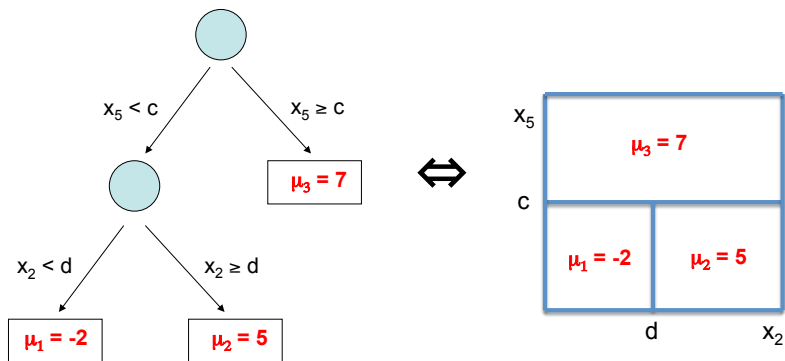 x₅ < c
x₅ ≥ c
μ₃ = 7
x₂ < d
x₂ ≥ d
μ₁ = -2
μ₂ = 5
⇔
x₅
μ₃ = 7
c
μ₁ = -2
μ₂ = 5
d
x₂